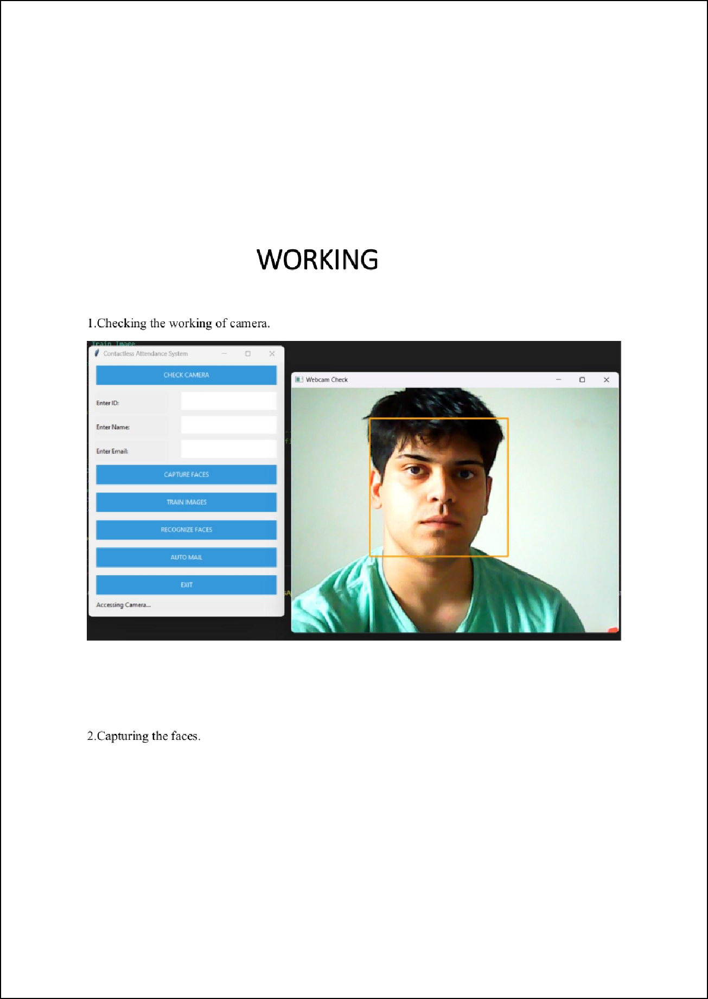 WORKING
1.Checking the working of camera.
Train Image
Contactless Attendance System
CHECK CAMERA
Webcam Check
Enter ID:
Enter Name:
Enter Email:
CAPTURE FACES
TRAIN IMAGES
RECOGNIZE FACES
AUTO MAIL
EXIT
Accessing Camera...
2.Capturing the faces.